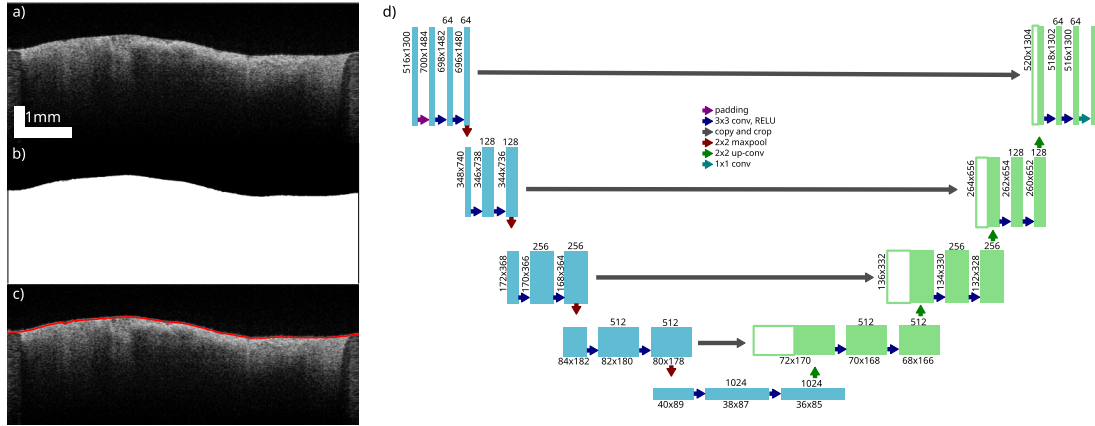 a)
1mm
b)
c)
d)
64
64
516x1300
700x1484
698x1482
696x1480
128
128
348x740
346x738
344x736
256
256
172x368
170x366
168x364
512
512
84x182
82x180
80x178
1024
1024
40x89
38x87
36x85
padding
3x3 conv, RELU
copy and crop
2x2 maxpool
2x2 up-conv
1x1 conv
512
512
72x170
70x168
68x166
256
256
136x332
134x330
132x328
128
128
264x656
262x654
260x652
64
64
520x1304
518x1302
516x1300